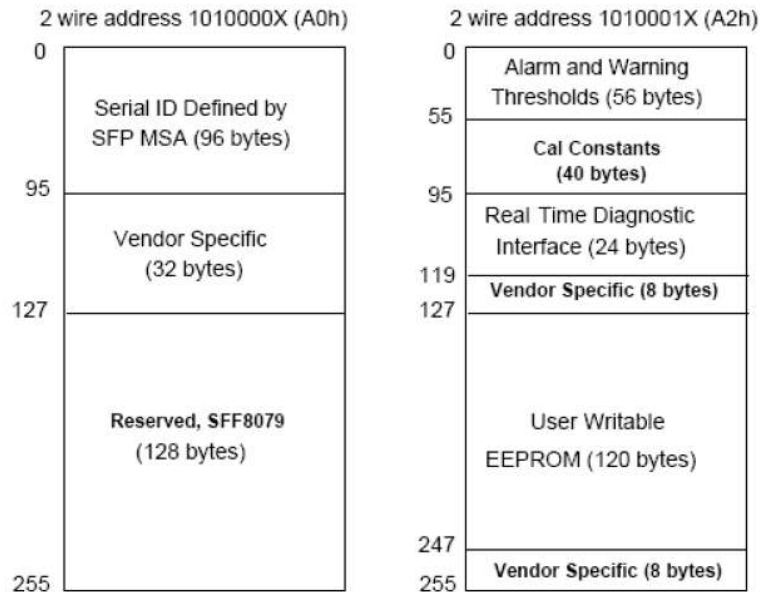 2 wire address 1010000X (A0h)
0
Serial ID Defined by
SFP MSA (96 bytes)
95
Vendor Specific
(32 bytes)
127
Reserved, SFF8079
(128 bytes)
255
2 wire address 1010001X (A2h)
0
Alarm and Warning
Thresholds (56 bytes)
55
Cal Constants
(40 bytes)
95
Real Time Diagnostic
Interface (24 bytes)
119
Vendor Specific (8 bytes)
127
User Writable
EEPROM (120 bytes)
247
Vendor Specific (8 bytes)
255